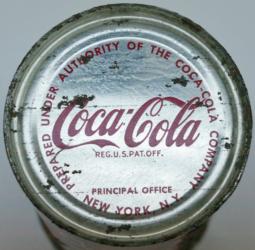 PREPARED UNDER AUTHORITY OF THE COCA-COLA COMPANY
Coca-Cola
REG.U.S.PAT.OFF.
PRINCIPAL OFFICE
NEW YORK, N.Y.